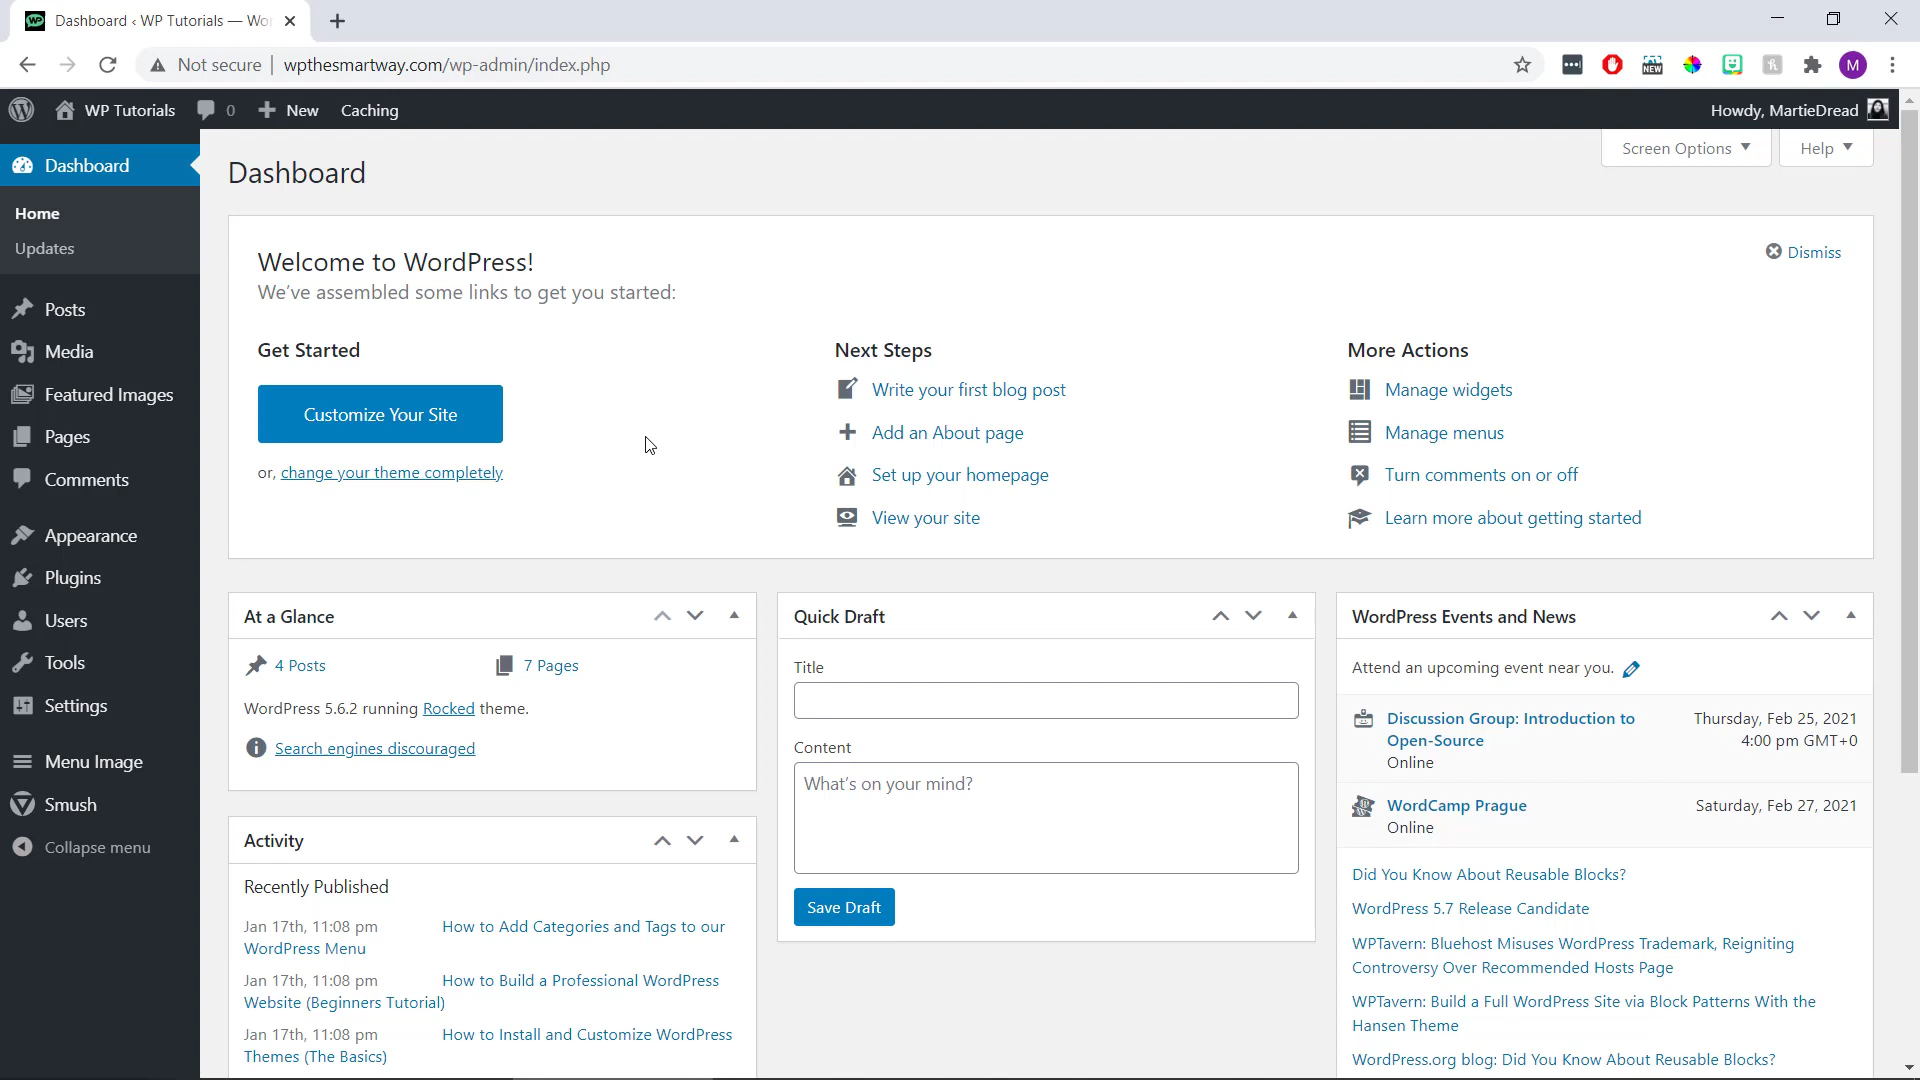 Dashboard ‹ WP Tutorials — Wo
Not secure
wpthesmartway.com/wp-admin/index.php
NEW
M
WP Tutorials
0
New
Caching
Howdy, MartieDread
Dashboard
Home
Updates
Posts
Media
Featured Images
Pages
Comments
Appearance
Plugins
Users
Tools
Settings
Menu Image
Smush
Collapse menu
Screen Options
Help
Dashboard
Welcome to WordPress!
We've assembled some links to get you started:
Dismiss
Get Started
Customize Your Site
or, change your theme completely
Next Steps
Write your first blog post
Add an About page
Set up your homepage
View your site
More Actions
Manage widgets
Manage menus
Turn comments on or off
Learn more about getting started
At a Glance
4 Posts
7 Pages
WordPress 5.6.2 running Rocked theme.
Search engines discouraged
Activity
Recently Published
Jan 17th, 11:08 pm How to Add Categories and Tags to our
WordPress Menu
Jan 17th, 11:08 pm How to Build a Professional WordPress
Website (Beginners Tutorial)
Jan 17th, 11:08 pm How to Install and Customize WordPress
Themes (The Basics)
Quick Draft
Title
Content
What's on your mind?
Save Draft
WordPress Events and News
Attend an upcoming event near you.
Discussion Group: Introduction to Thursday, Feb 25, 2021
Open-Source 4:00 pm GMT+0
Online
WordCamp Prague Saturday, Feb 27, 2021
Online
Did You Know About Reusable Blocks?
WordPress 5.7 Release Candidate
WPTavern: Bluehost Misuses WordPress Trademark, Reigniting
Controversy Over Recommended Hosts Page
WPTavern: Build a Full WordPress Site via Block Patterns With the
Hansen Theme
WordPress.org blog: Did You Know About Reusable Blocks?